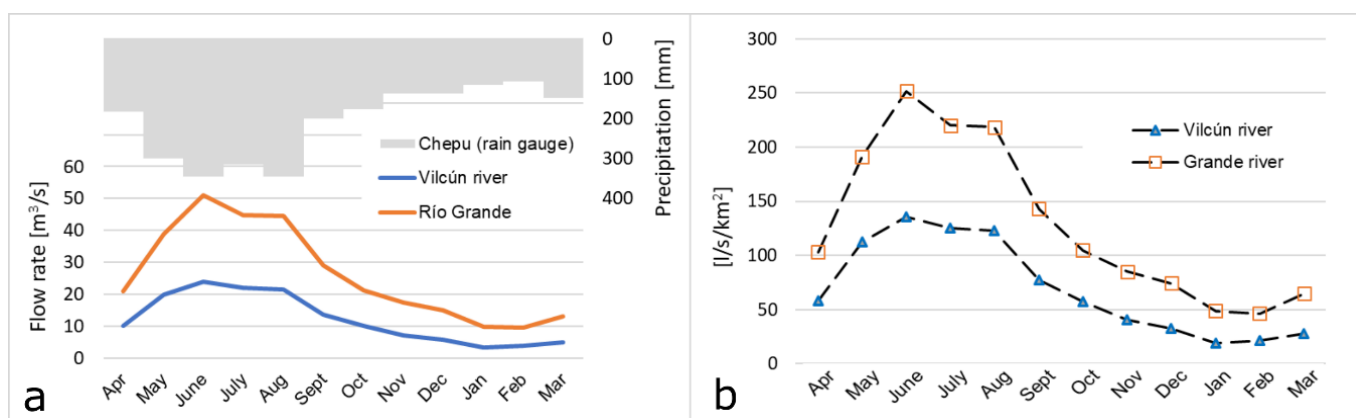 Flow rate [m³/s]
60
50
40
30
20
10
0
Apr
May
June
July
Aug
Sept
Oct
Nov
Dec
Jan
Feb
Mar
Chepu (rain gauge)
Vilcún river
Río Grande
0
100
200
300
400
Precipitation [mm]
a
[l/s/km²]
300
250
200
150
100
50
0
Apr
May
June
July
Aug
Sept
Oct
Nov
Dec
Jan
Feb
Mar
Vilcún river
Grande river
b